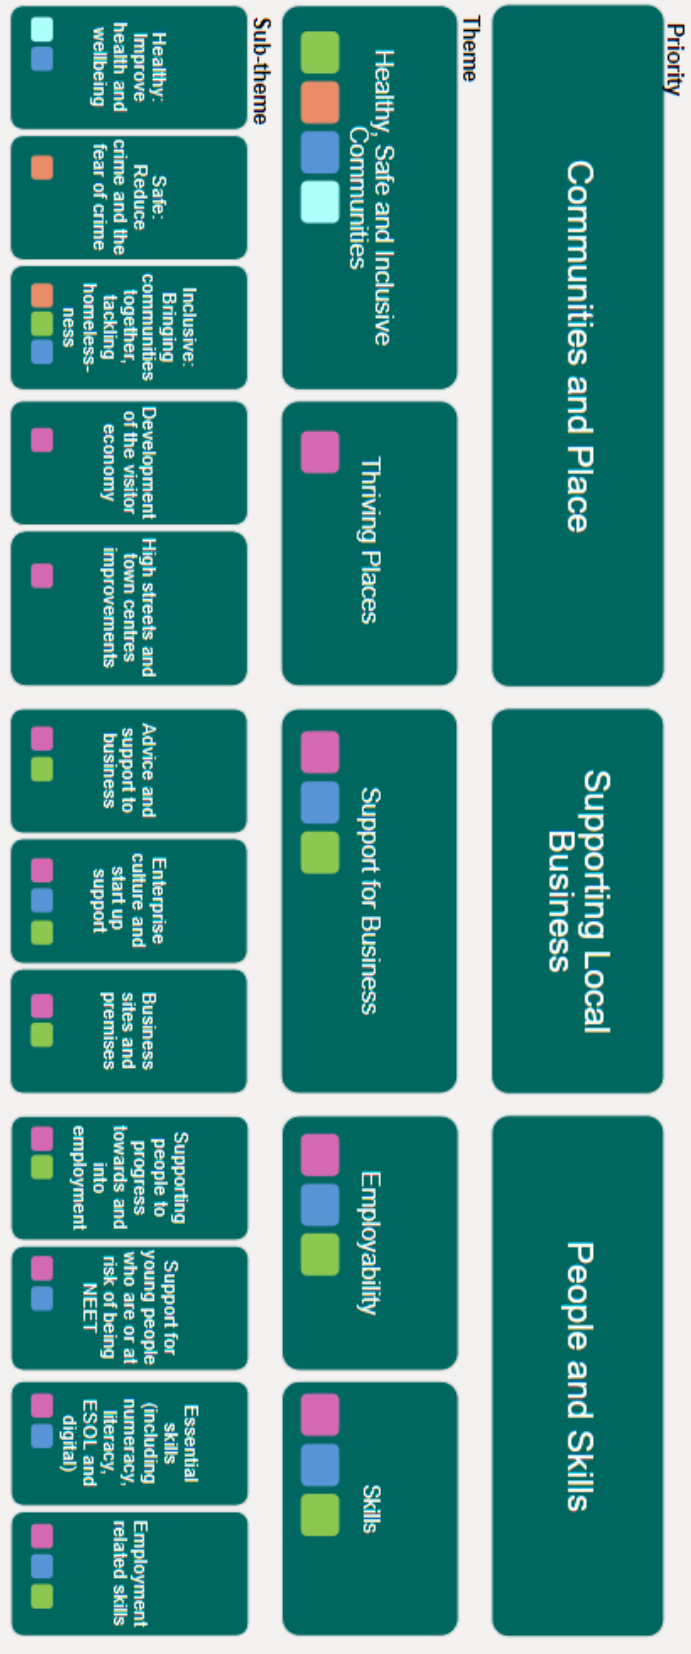 Priority
Communities and Place
Supporting Local
Business
People and Skills
Theme
Healthy, Safe and Inclusive
Communities
Thriving Places
Support for Business
Employability
Skills
Sub-theme
Healthy:
Improve
health and
wellbeing
Safe:
Reduce
crime and the
fear of crime
Inclusive:
Bringing
communities
together,
tackling
homeless-
ness
Development
of the visitor
economy
High streets and
town centres
improvements
Advice and
support to
business
Enterprise
culture and
start up
support
Business
sites and
premises
Supporting
people to
progress
towards and
into
employment
Support for
young people
who are or at
risk of being
NEET
Essential
skills
(including
numeracy,
literacy,
ESOL and
digital)
Employment
related skills